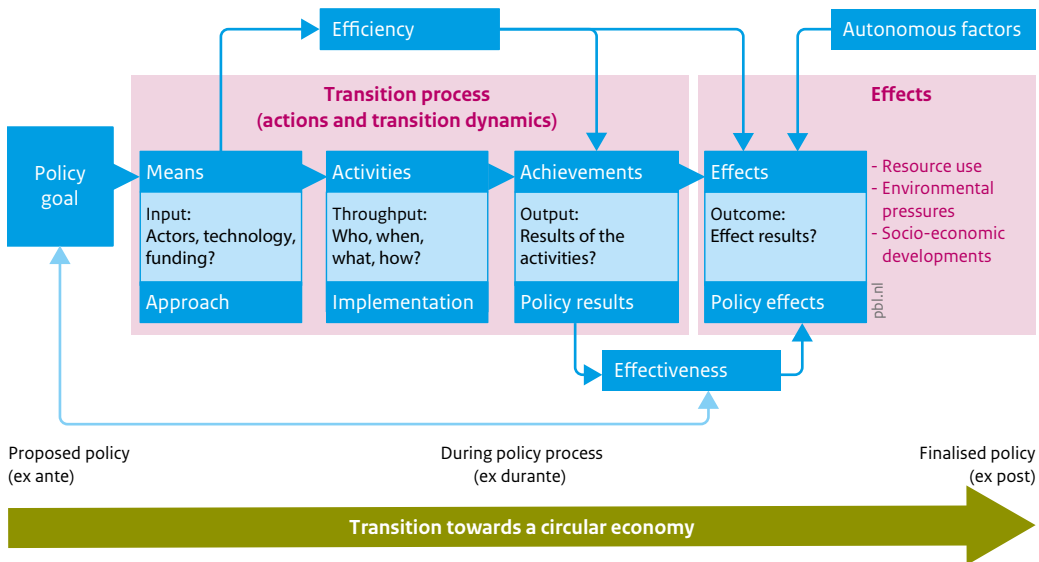 Efficiency
Autonomous factors
Transition process
(actions and transition dynamics)
Effects
Policy
goal
Means
Input:
Actors, technology,
funding?
Approach
Activities
Throughput:
Who, when,
what, how?
Implementation
Achievements
Output:
Results of the
activities?
Policy results
Effects
Outcome:
Effect results?
Policy effects
- Resource use
- Environmental
pressures
- Socio-economic
developments
pbl.nl
Effectiveness
Proposed policy
(ex ante)
During policy process
(ex durante)
Finalised policy
(ex post)
Transition towards a circular economy